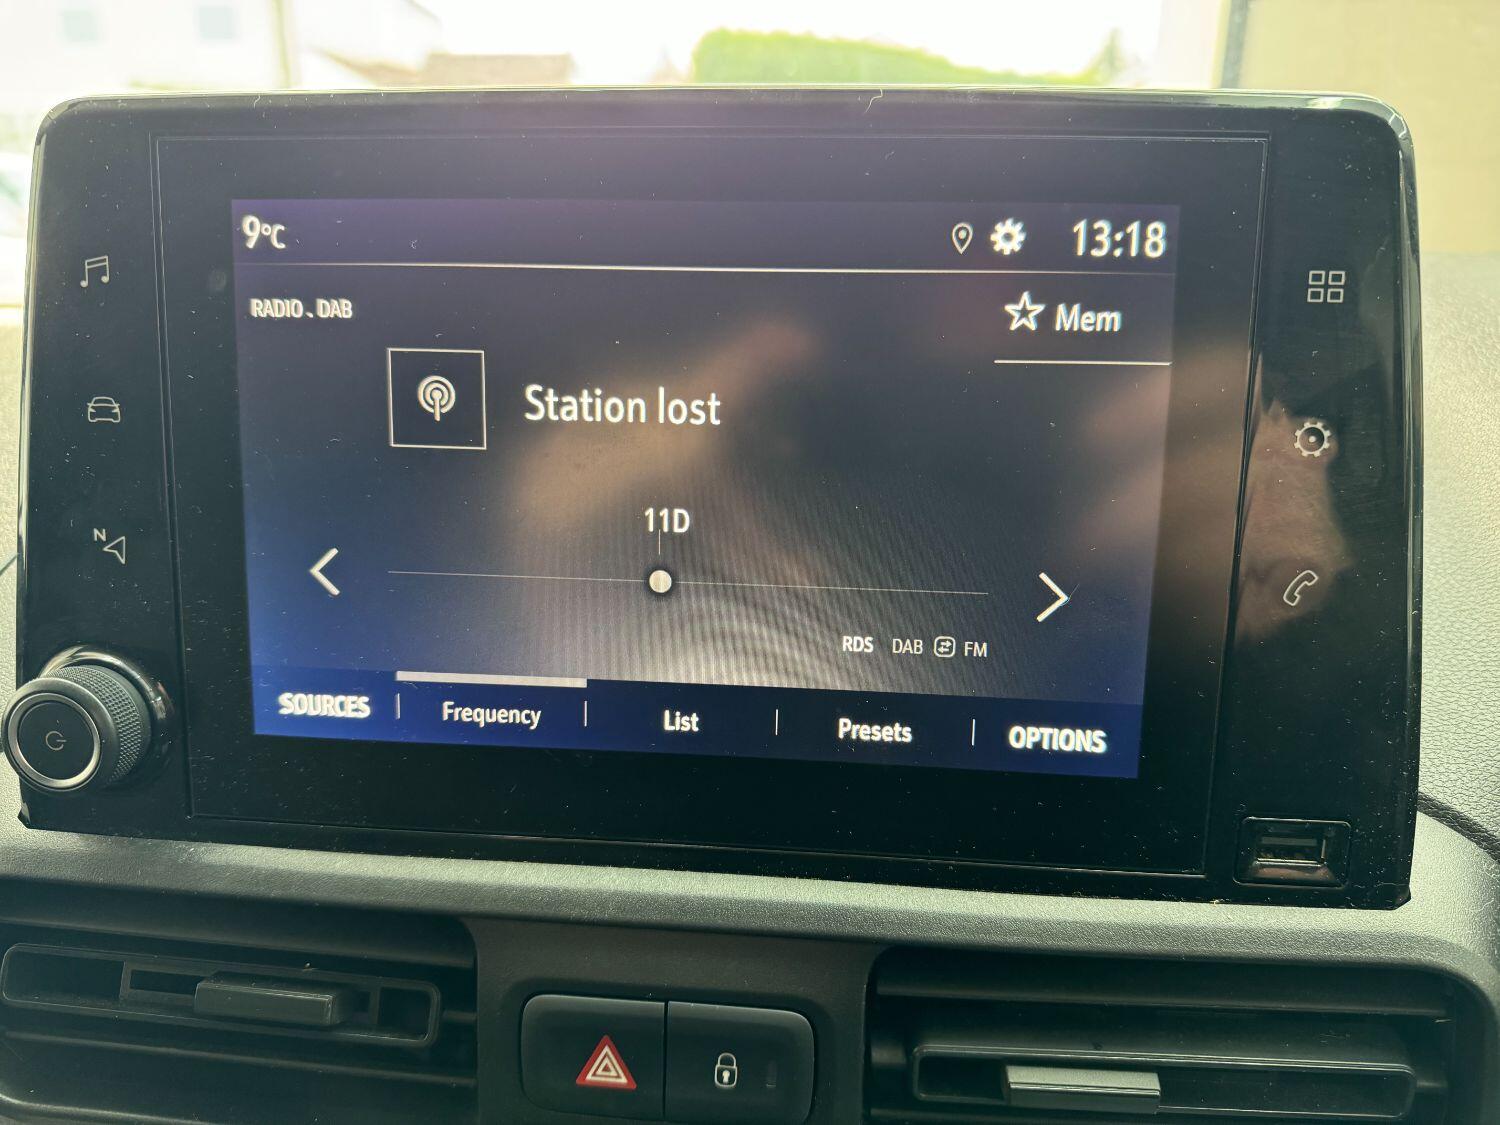 9°C 13:18
RADIO . DAB
Mem
Station lost
11D
RDS DAB FM
SOURCES Frequency List Presets OPTIONS
N